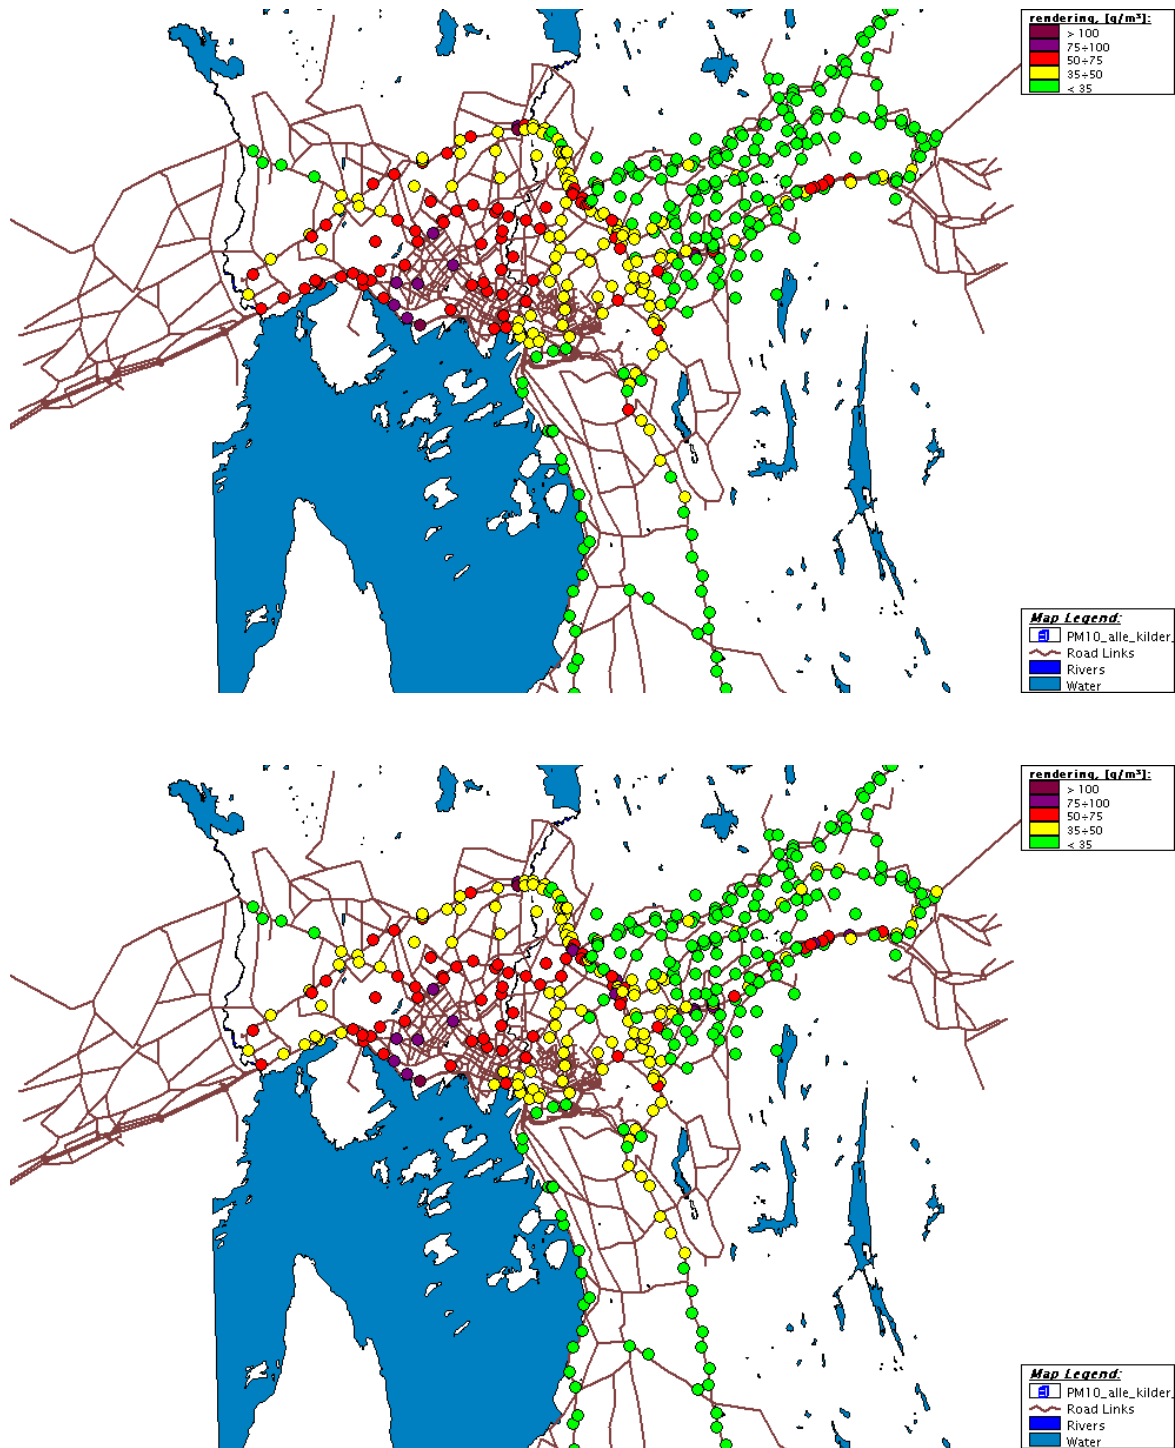 rendering, [g/m³]:
> 100
75÷100
50÷75
35÷50
< 35
Map Legend:
PM10_alle_kilder_
Road Links
Rivers
Water
rendering, [g/m³]:
> 100
75÷100
50÷75
35÷50
< 35
Map Legend:
PM10_alle_kilder_
Road Links
Rivers
Water